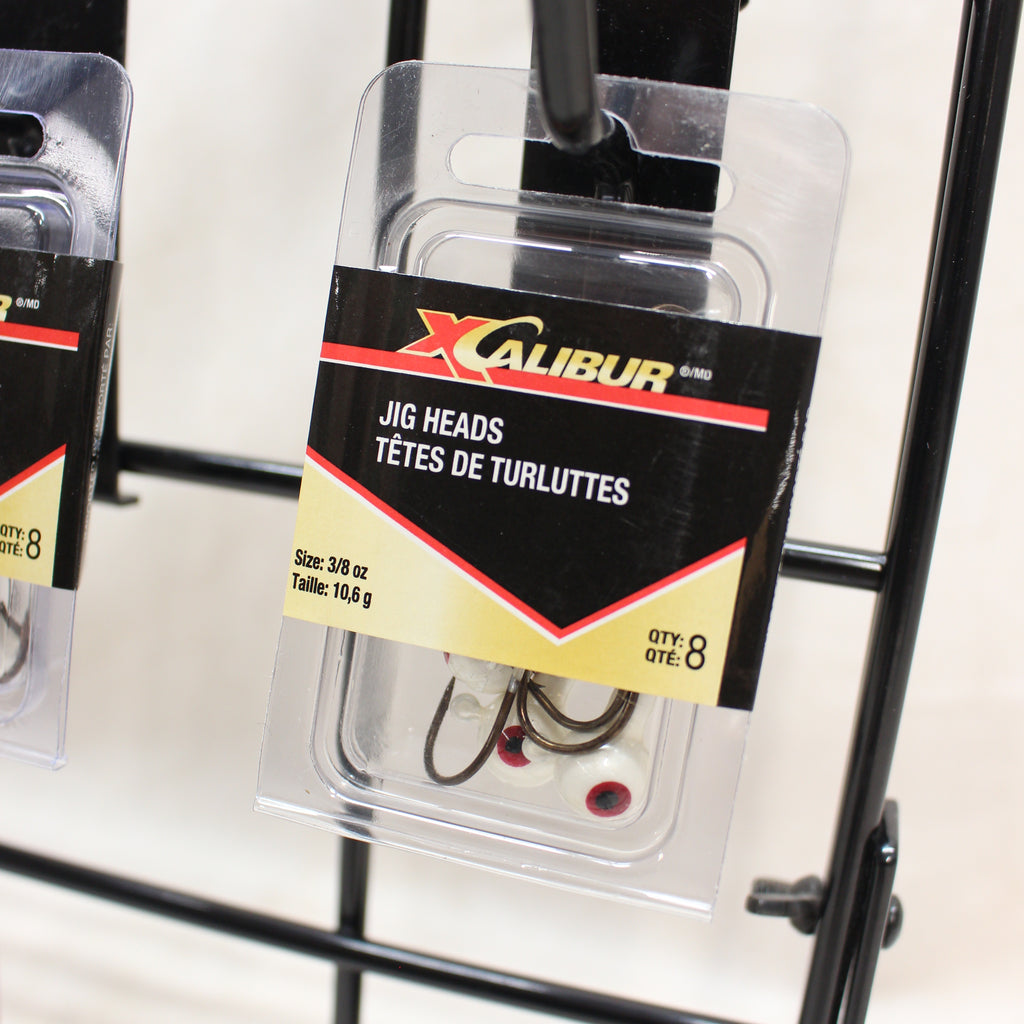 XCALIBUR ®/MD
JIG HEADS
TÊTES DE TURLUTTES
Size: 3/8 oz
Taille: 10,6 g
QTY: 8
QTÉ:
R ®/MD
QTY: 8
QTÉ: